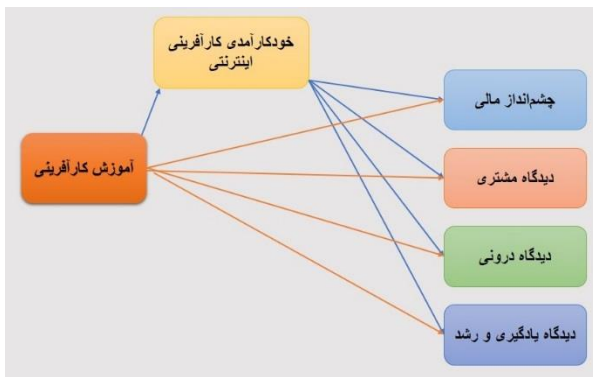 خودکارآمدی کارآفرینی
اینترنتی
چشم‌انداز مالی
آموزش کارآفرینی
دیدگاه مشتری
دیدگاه درونی
دیدگاه یادگیری و رشد